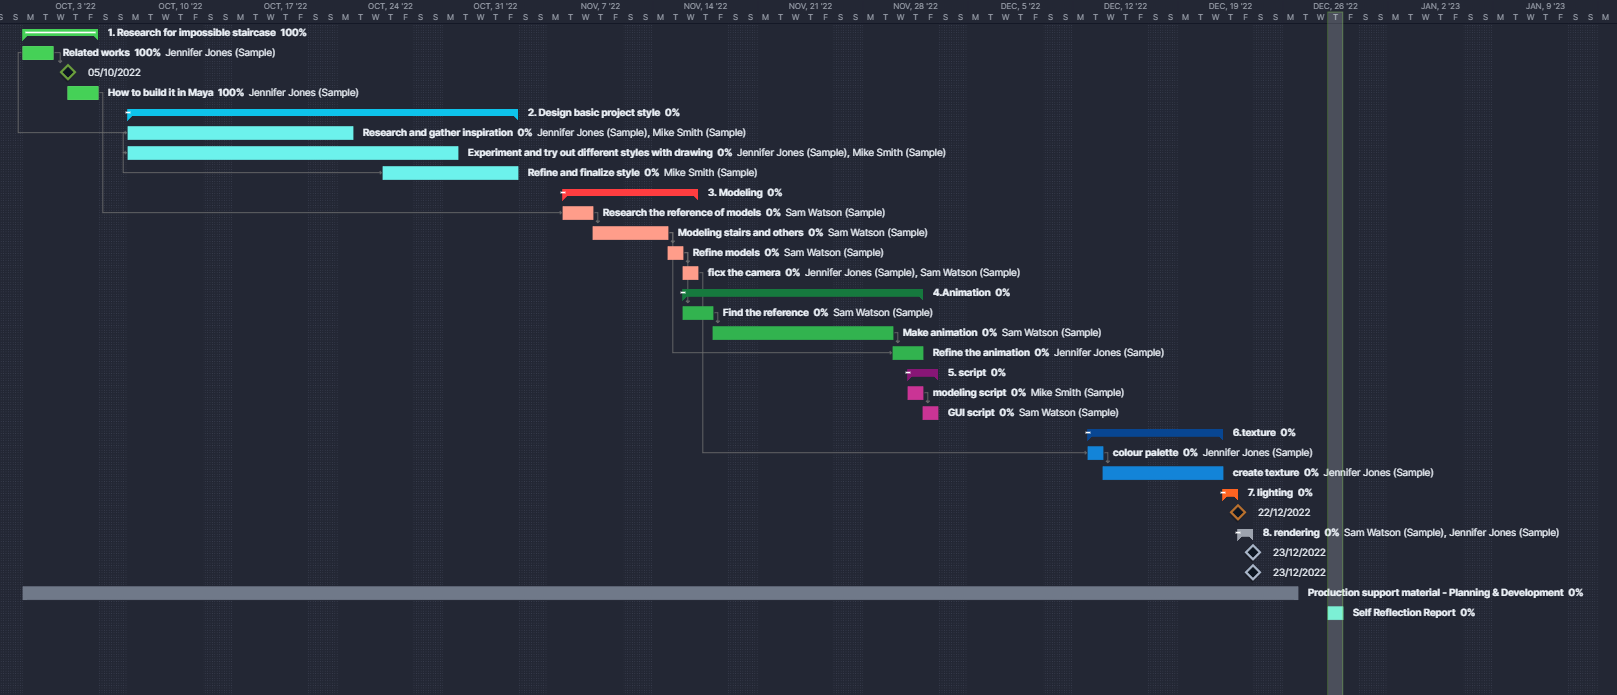 OCT, 3 '22 OCT, 10 '22 OCT, 17 '22 OCT, 24 '22 OCT, 31 '22 NOV, 7 '22 NOV, 14 '22 NOV, 21 '22 NOV, 28 '22 DEC, 5 '22 DEC, 12 '22 DEC, 19 '22 DEC, 26 '22 JAN, 2 '23 JAN, 9 '23
S S M T W T F S S M T W T F S S M T W T F S S M T W T F S S M T W T F S S M T W T F S S M T W T F S S M T W T F S S M T W T F S S M T W T F S S M T W T F S S M T W T F S S M T W T F S S M T W T F S S M
1. Research for impossible staircase 100%
Related works 100% Jennifer Jones (Sample)
05/10/2022
How to build it in Maya 100% Jennifer Jones (Sample)
2. Design basic project style 0%
Research and gather inspiration 0% Jennifer Jones (Sample), Mike Smith (Sample)
Experiment and try out different styles with drawing 0% Jennifer Jones (Sample), Mike Smith (Sample)
Refine and finalize style 0% Mike Smith (Sample)
3. Modeling 0%
Research the reference of models 0% Sam Watson (Sample)
Modeling stairs and others 0% Sam Watson (Sample)
Refine models 0% Sam Watson (Sample)
ficx the camera 0% Jennifer Jones (Sample), Sam Watson (Sample)
4.Animation 0%
Find the reference 0% Sam Watson (Sample)
Make animation 0% Sam Watson (Sample)
Refine the animation 0% Jennifer Jones (Sample)
5. script 0%
modeling script 0% Mike Smith (Sample)
GUI script 0% Sam Watson (Sample)
6.texture 0%
colour palette 0% Jennifer Jones (Sample)
create texture 0% Jennifer Jones (Sample)
7. lighting 0%
22/12/2022
8. rendering 0% Sam Watson (Sample), Jennifer Jones (Sample)
23/12/2022
23/12/2022
Production support material - Planning & Development 0%
Self Reflection Report 0%